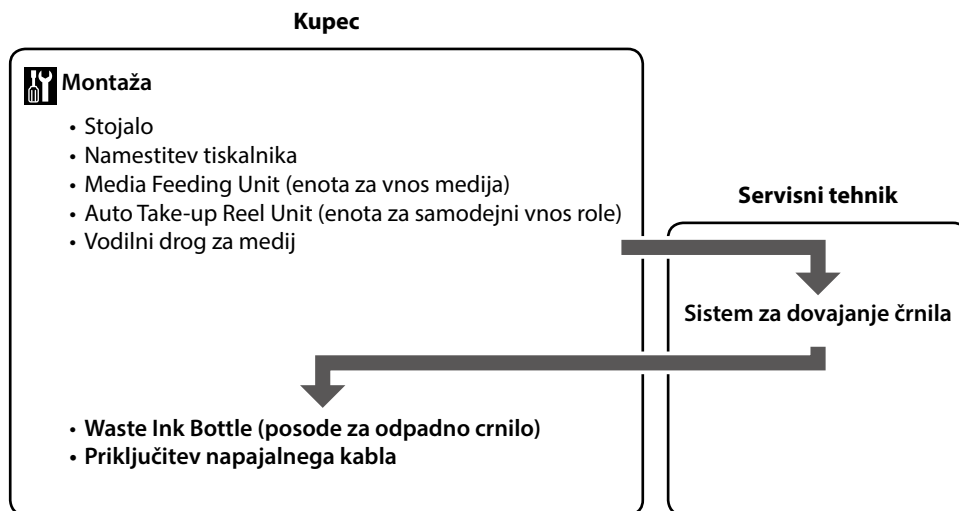 Kupec
Montaža
• Stojalo
• Namestitev tiskalnika
• Media Feeding Unit (enota za vnos medija)
• Auto Take-up Reel Unit (enota za samodejni vnos role)
• Vodilni drog za medij
Servisni tehnik
Sistem za dovajanje črnila
• Waste Ink Bottle (posode za odpadno crnilo)
• Priključitev napajalnega kabla